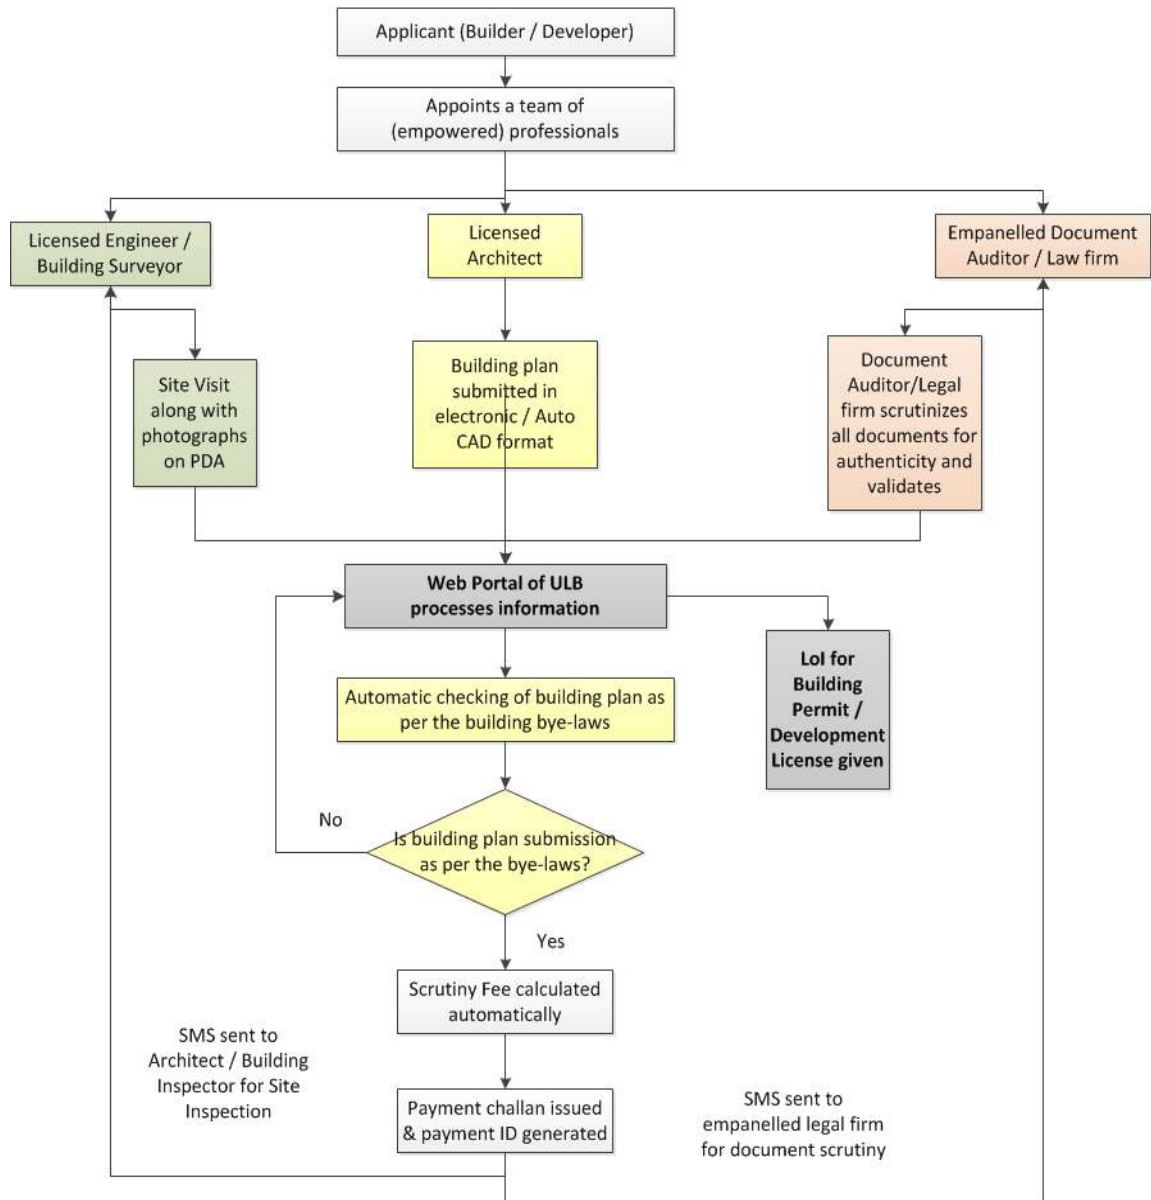 Applicant (Builder / Developer)
Appoints a team of
(empowered) professionals
Licensed Engineer /
Building Surveyor
Licensed
Architect
Empanelled Document
Auditor / Law firm
Site Visit
along with
photographs
on PDA
Building plan
submitted in
electronic / Auto
CAD format
Document
Auditor/Legal
firm scrutinizes
all documents for
authenticity and
validates
Web Portal of ULB
processes information
LoI for
Building
Permit /
Development
License given
Automatic checking of building plan as
per the building bye-laws
No
Is building plan submission
as per the bye-laws?
Yes
Scrutiny Fee calculated
automatically
SMS sent to
Architect / Building
Inspector for Site
Inspection
Payment challan issued
& payment ID generated
SMS sent to
empanelled legal firm
for document scrutiny